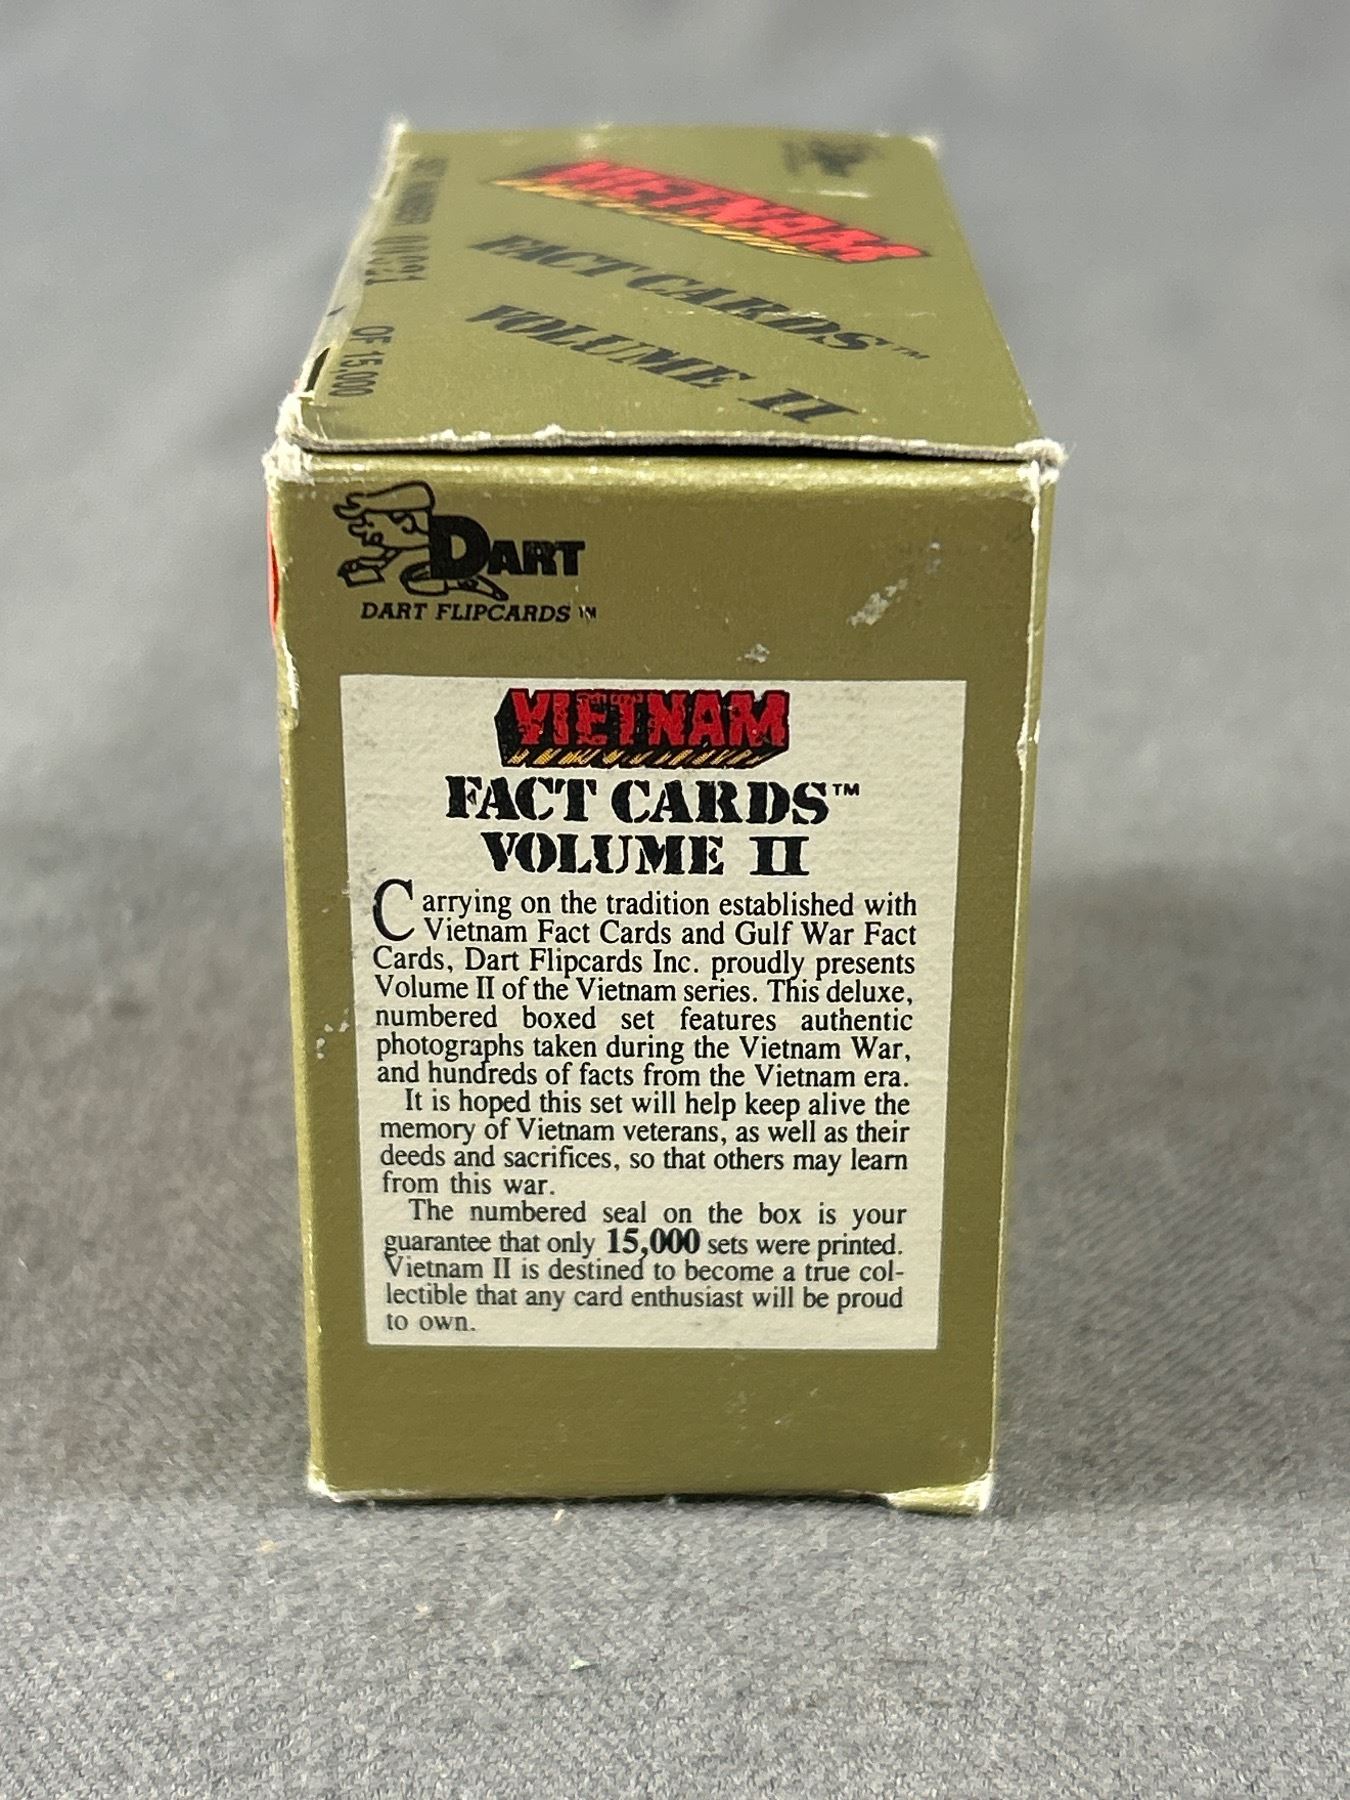 VIETNAM
FACT CARDS™
VOLUME II
SET NUMBER
OF 15,000
DART
DART FLIPCARDS™
VIETNAM
FACT CARDS™
VOLUME II
Carrying on the tradition established with
Vietnam Fact Cards and Gulf War Fact
Cards, Dart Flipcards Inc. proudly presents
Volume II of the Vietnam series. This deluxe,
numbered boxed set features authentic
photographs taken during the Vietnam War,
and hundreds of facts from the Vietnam era.
It is hoped this set will help keep alive the
memory of Vietnam veterans, as well as their
deeds and sacrifices, so that others may learn
from this war.
The numbered seal on the box is your
guarantee that only 15,000 sets were printed.
Vietnam II is destined to become a true col-
lectible that any card enthusiast will be proud
to own.